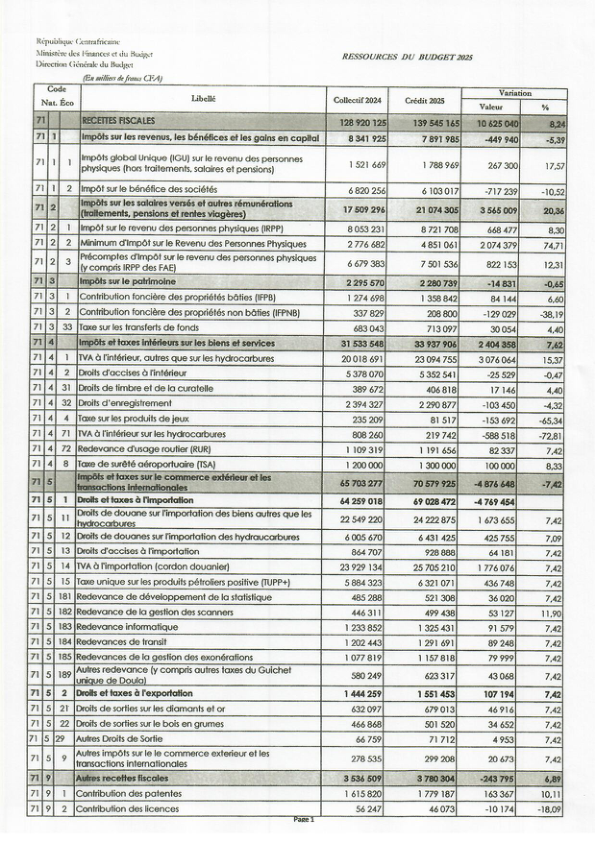 République Centrafricaine
Ministère des Finances et du Budget
Direction Générale du Budget
RESSOURCES DU BUDGET 2025
(En milliers de francs CFA)
Code
Nat. Éco
Libellé
Collectif 2024
Crédit 2025
Variation
Valeur
%
71 RECETTES FISCALES 128 920 125 139 545 165 10 625 040 8,24
71 1 Impôts sur les revenus, les bénéfices et les gains en capital 8 341 925 7 891 985 -449 940 -5,39
71 1 1 Impôts global Unique (IGU) sur le revenu des personnes
physiques (hors traitements, salaires et pensions) 1 521 669 1 788 969 267 300 17,57
71 1 2 Impôt sur le bénéfice des sociétés 6 820 256 6 103 017 -717 239 -10,52
71 2 Impôts sur les salaires versés et autres rémunérations
(traitements, pensions et rentes viagères) 17 509 296 21 074 305 3 565 009 20,36
71 2 1 Impôt sur le revenu des personnes physiques (IRPP) 8 053 231 8 721 708 668 477 8,30
71 2 2 Minimum d'Impôt sur le Revenu des Personnes Physiques 2 776 682 4 851 061 2 074 379 74,71
71 2 3 Précomptes d'Impôt sur le revenu des personnes physiques
(y compris IRPP des FAE) 6 679 383 7 501 536 822 153 12,31
71 3 Impôts sur le patrimoine 2 295 570 2 280 739 -14 831 -0,65
71 3 1 Contribution foncière des propriétés bâties (IFPB) 1 274 698 1 358 842 84 144 6,60
71 3 2 Contribution foncière des propriétés non bâties (IFPNB) 337 829 208 800 -129 029 -38,19
71 3 33 Taxe sur les transferts de fonds 683 043 713 097 30 054 4,40
71 4 Impôts et taxes intérieurs sur les biens et services 31 533 548 33 937 906 2 404 358 7,62
71 4 1 TVA à l'intérieur, autres que sur les hydrocarbures 20 018 691 23 094 755 3 076 064 15,37
71 4 2 Droits d'accises à l'intérieur 5 378 070 5 352 541 -25 529 -0,47
71 4 31 Droits de timbre et de la curatelle 389 672 406 818 17 146 4,40
71 4 32 Droits d'enregistrement 2 394 327 2 290 877 -103 450 -4,32
71 4 4 Taxe sur les produits de jeux 235 209 81 517 -153 692 -65,34
71 4 71 TVA à l'intérieur sur les hydrocarbures 808 260 219 742 -588 518 -72,81
71 4 72 Redevance d'usage routier (RUR) 1 109 319 1 191 656 82 337 7,42
71 4 8 Taxe de surêté aéroportuaire (TSA) 1 200 000 1 300 000 100 000 8,33
71 5 Impôts et taxes sur le commerce extérieur et les
transactions internationales 65 703 277 70 579 925 -4 876 648 -7,42
71 5 1 Droits et taxes à l'importation 64 259 018 69 028 472 -4 769 454
71 5 11 Droits de douane sur l'importation des biens autres que les
hydrocarbures 22 549 220 24 222 875 1 673 655 7,42
71 5 12 Droits de douanes sur l'importation des hydraucarbures 6 005 670 6 431 425 425 755 7,09
71 5 13 Droits d'accises à l'importation 864 707 928 888 64 181 7,42
71 5 14 TVA à l'importation (cordon douanier) 23 929 134 25 705 210 1 776 076 7,42
71 5 15 Taxe unique sur les produits pétroliers positive (TUPP+) 5 884 323 6 321 071 436 748 7,42
71 5 181 Redevance de développement de la statistique 485 288 521 308 36 020 7,42
71 5 182 Redevance de la gestion des scanners 446 311 499 438 53 127 11,90
71 5 183 Redevance informatique 1 233 852 1 325 431 91 579 7,42
71 5 184 Redevances de transit 1 202 443 1 291 691 89 248 7,42
71 5 185 Redevances de la gestion des exonérations 1 077 819 1 157 818 79 999 7,42
71 5 189 Autres redevance (y compris autres taxes du Guichet
unique de Doula) 580 249 623 317 43 068 7,42
71 5 2 Droits et taxes à l'exportation 1 444 259 1 551 453 107 194 7,42
71 5 21 Droits de sorties sur les diamants et or 632 097 679 013 46 916 7,42
71 5 22 Droits de sorties sur le bois en grumes 466 868 501 520 34 652 7,42
71 5 29 Autres Droits de Sortie 66 759 71 712 4 953 7,42
71 5 9 Autres impôts sur le le commerce exterieur et les
transactions internationales 278 535 299 208 20 673 7,42
71 9 Autres recettes fiscales 3 536 509 3 780 304 -243 795 6,89
71 9 1 Contribution des patentes 1 615 820 1 779 187 163 367 10,11
71 9 2 Contribution des licences 56 247 46 073 -10 174 -18,09
Page 1